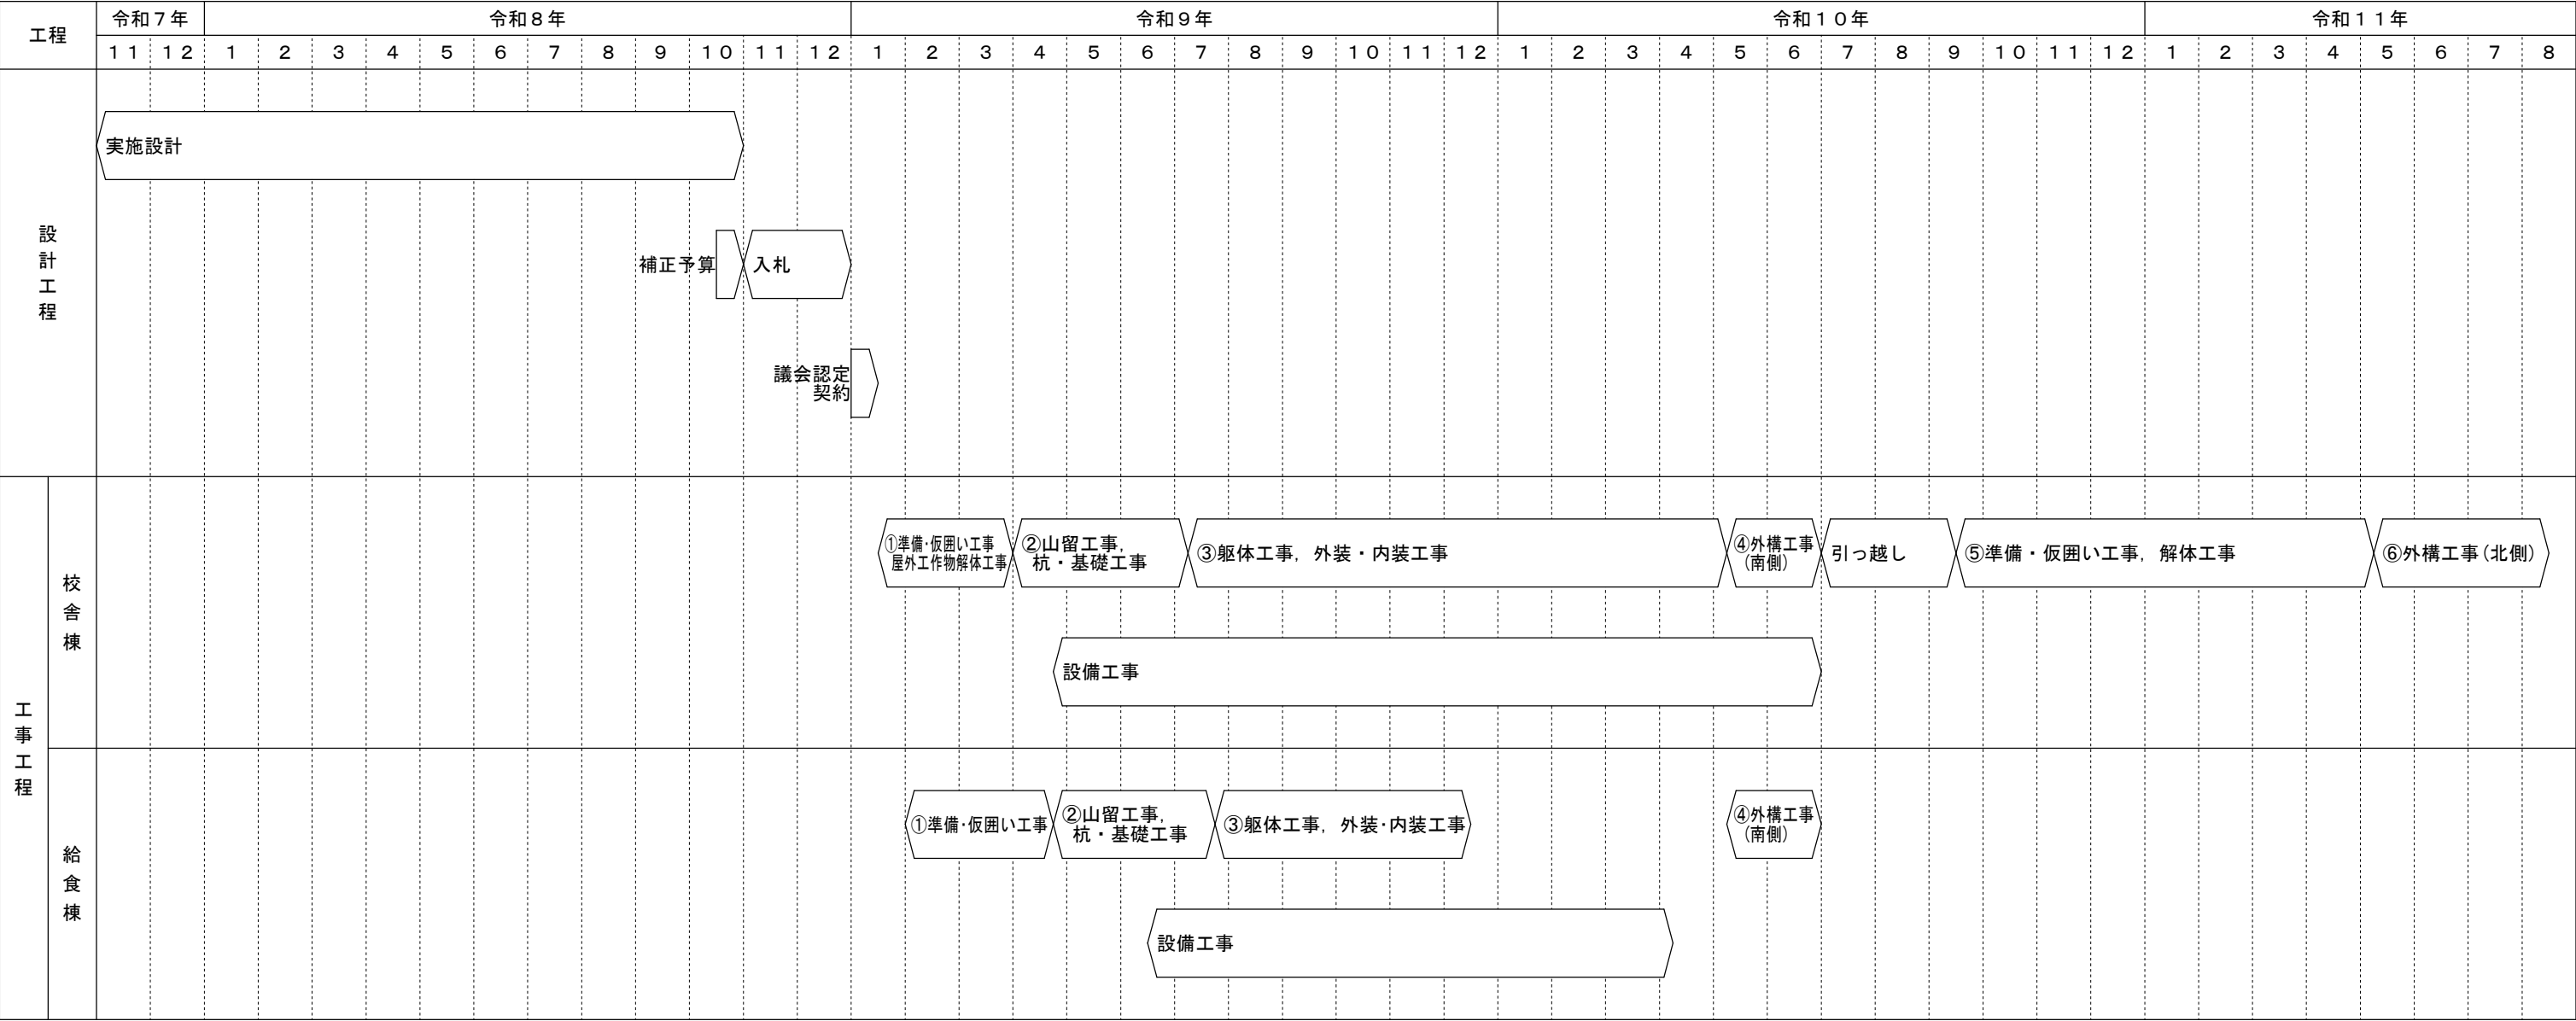 工程
令和７年 令和８年 令和９年 令和１０年 令和１１年
１１ １２ １ ２ ３ ４ ５ ６ ７ ８ ９ １０ １１ １２ １ ２ ３ ４ ５ ６ ７ ８ ９ １０ １１ １２ １ ２ ３ ４ ５ ６ ７ ８ ９ １０ １１ １２ １ ２ ３ ４ ５ ６ ７ ８
設計工程
実施設計
補正予算
入札
議会認定
契約
工事工程
校舎棟
①準備・仮囲い工事
屋外工作物解体工事
②山留工事，
杭・基礎工事
③躯体工事，外装・内装工事
④外構工事
（南側）
引っ越し
⑤準備・仮囲い工事，解体工事
⑥外構工事（北側）
設備工事
給食棟
①準備・仮囲い工事
②山留工事，
杭・基礎工事
③躯体工事，外装・内装工事
④外構工事
（南側）
設備工事